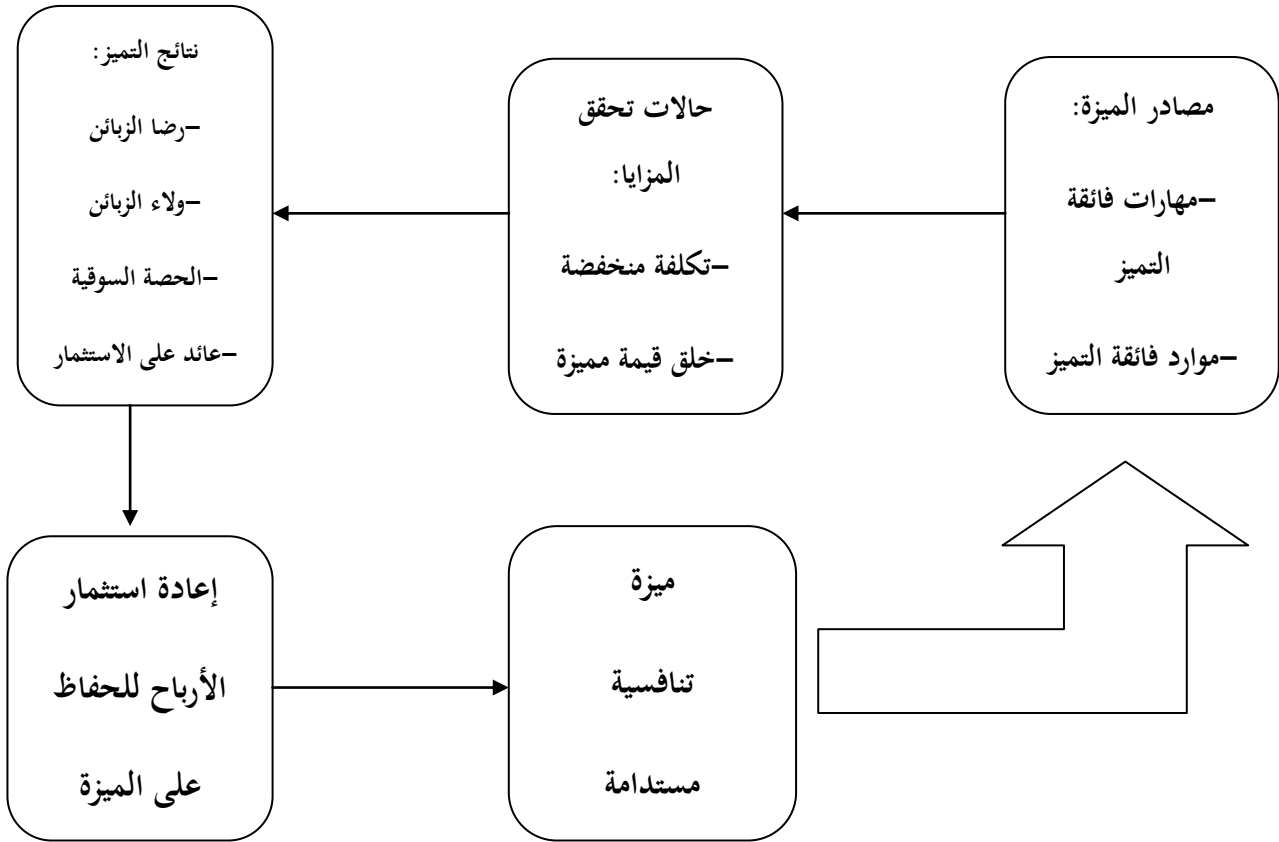 مصادر الميزة:
–مهارات فائقة
التميز
–موارد فائقة التميز
حالات تحقق
المزايا:
–تكلفة منخفضة
–خلق قيمة مميزة
نتائج التميز:
–رضا الزبائن
–ولاء الزبائن
–الحصة السوقية
–عائد على الاستثمار
إعادة استثمار
الأرباح للحفاظ
على الميزة
ميزة
تنافسية
مستدامة